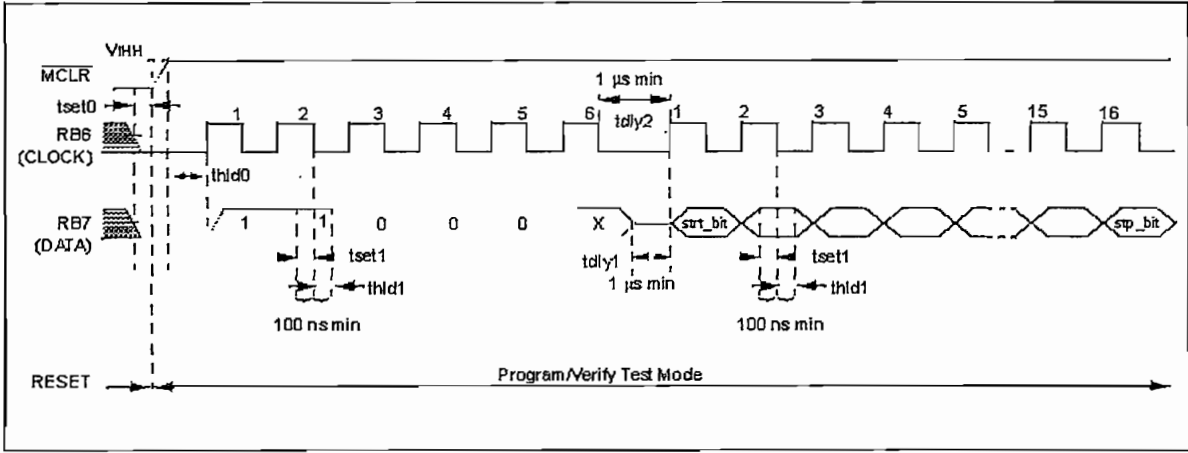 VIHH
MCLR
1 µs min
tset0
1 2 3 4 5 6 tdly2 1 2 3 4 5 15 16
RB6
(CLOCK)
thld0
RB7
(DATA)
1 1 0 0 0 X strt_bit stp_bit
tset1 tdly1 tset1
thld1 1 µs min thld1
100 ns min 100 ns min
RESET Program/Verify Test Mode